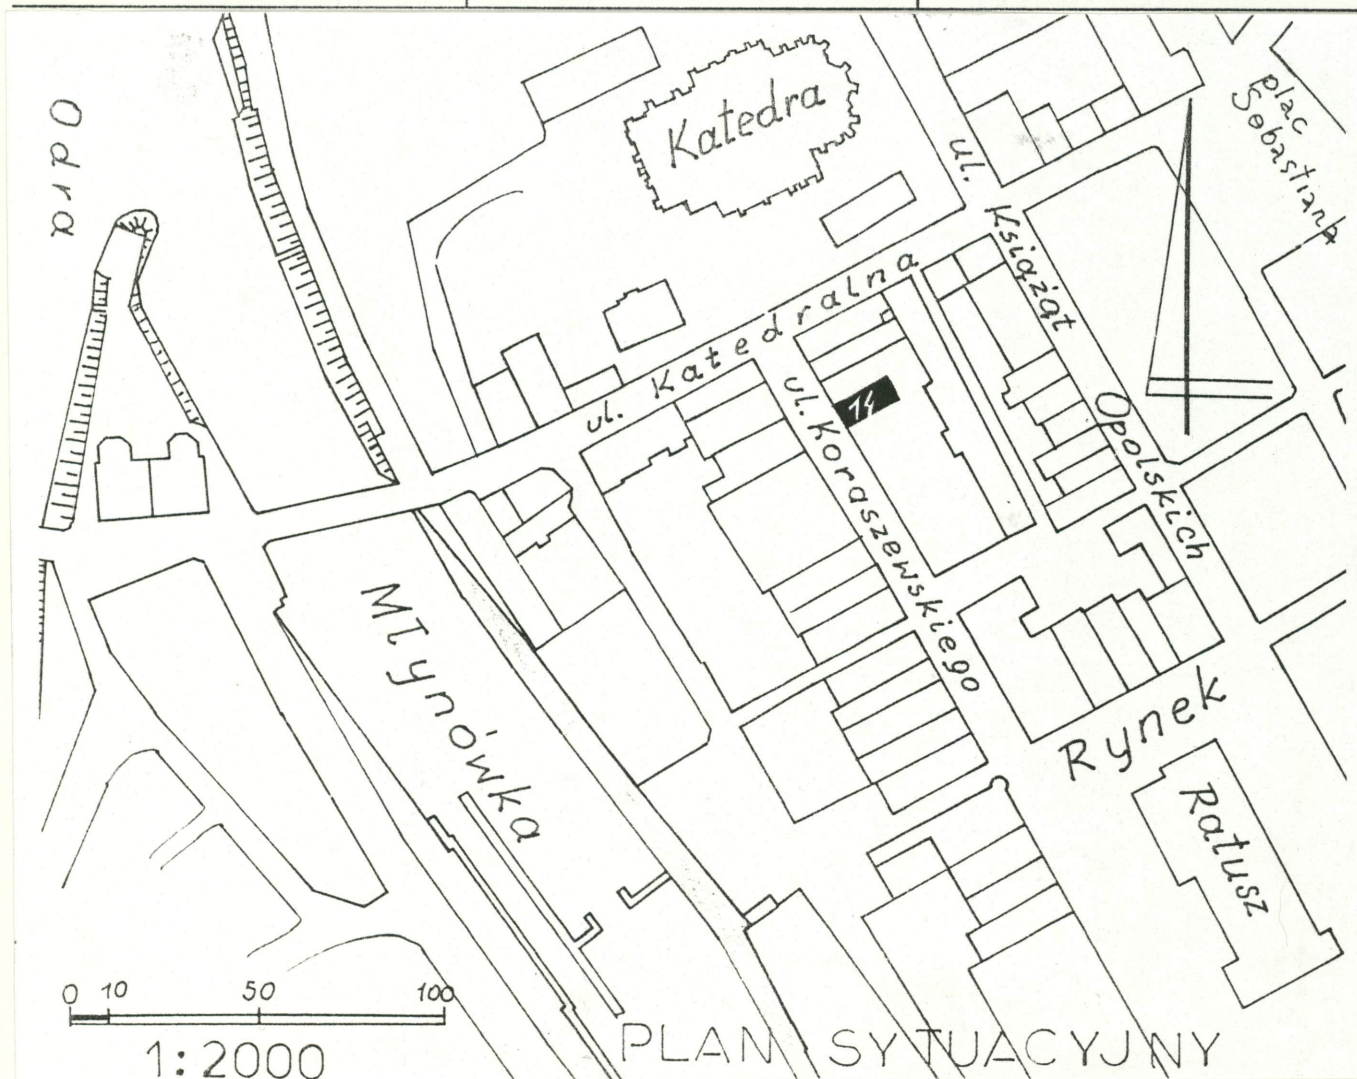 Odra
Katedra
plac
Sebastiana
ul.
Książąt
Opolskich
ul. Katedralna
ul. Koraszewskiego
Młynówka
Rynek
Ratusz
0 10 50 100
1:2000
PLAN SYTUACYJNY